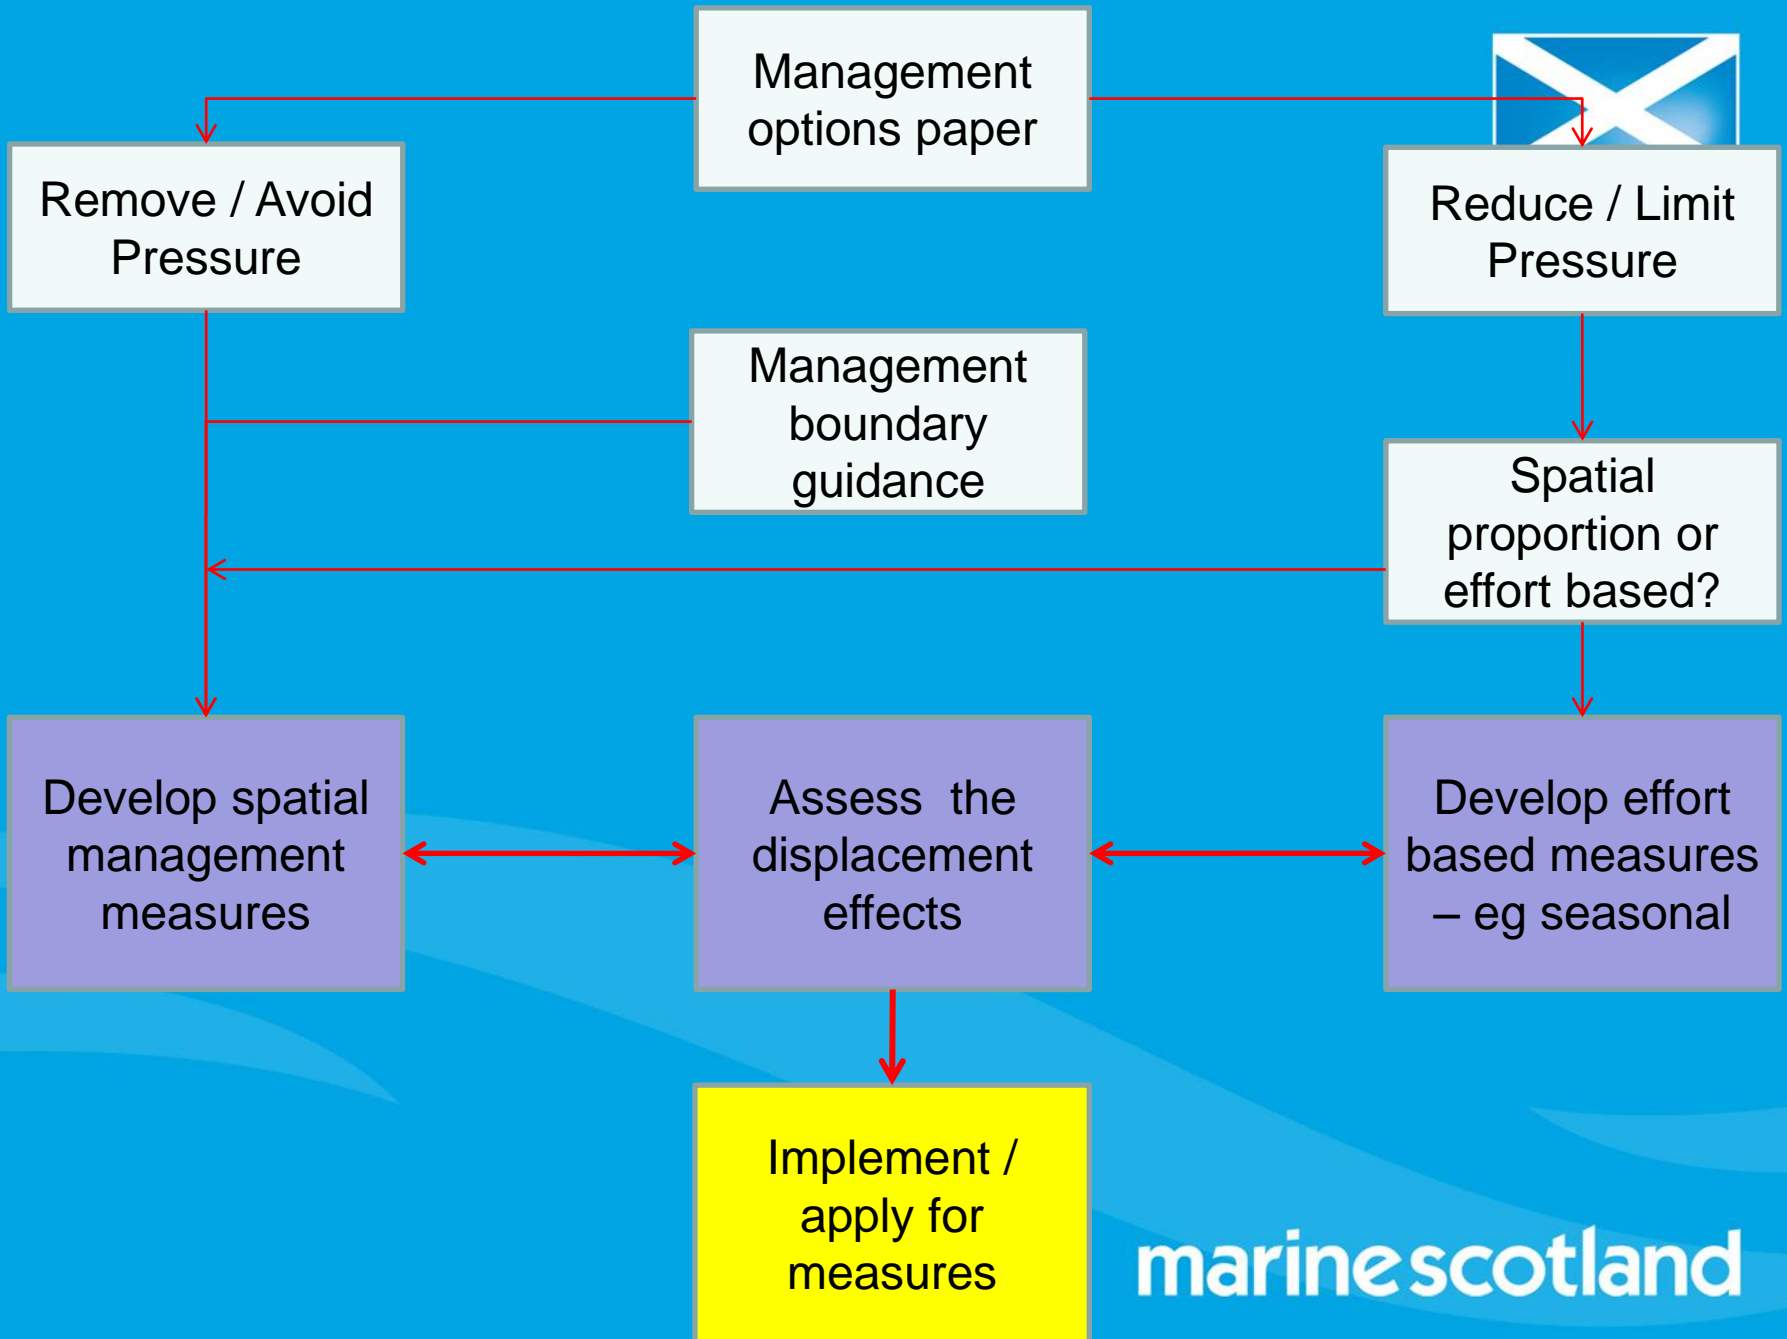 Management
options paper
Remove / Avoid
Pressure
Reduce / Limit
Pressure
Management
boundary
guidance
Spatial
proportion or
effort based?
Develop spatial
management
measures
Assess the
displacement
effects
Develop effort
based measures
– eg seasonal
Implement /
apply for
measures
marinescotland